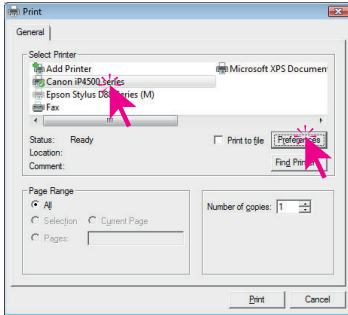 Print
General
Select Printer
Add Printer
Microsoft XPS Documen
Canon iP4500 series
Epson Stylus D88 Series (M)
Fax
Status: Ready
Print to file
Preferences
Location:
Comment:
Find Printer
Page Range
All
Selection
Current Page
Pages:
Number of copies: 1
Print
Cancel